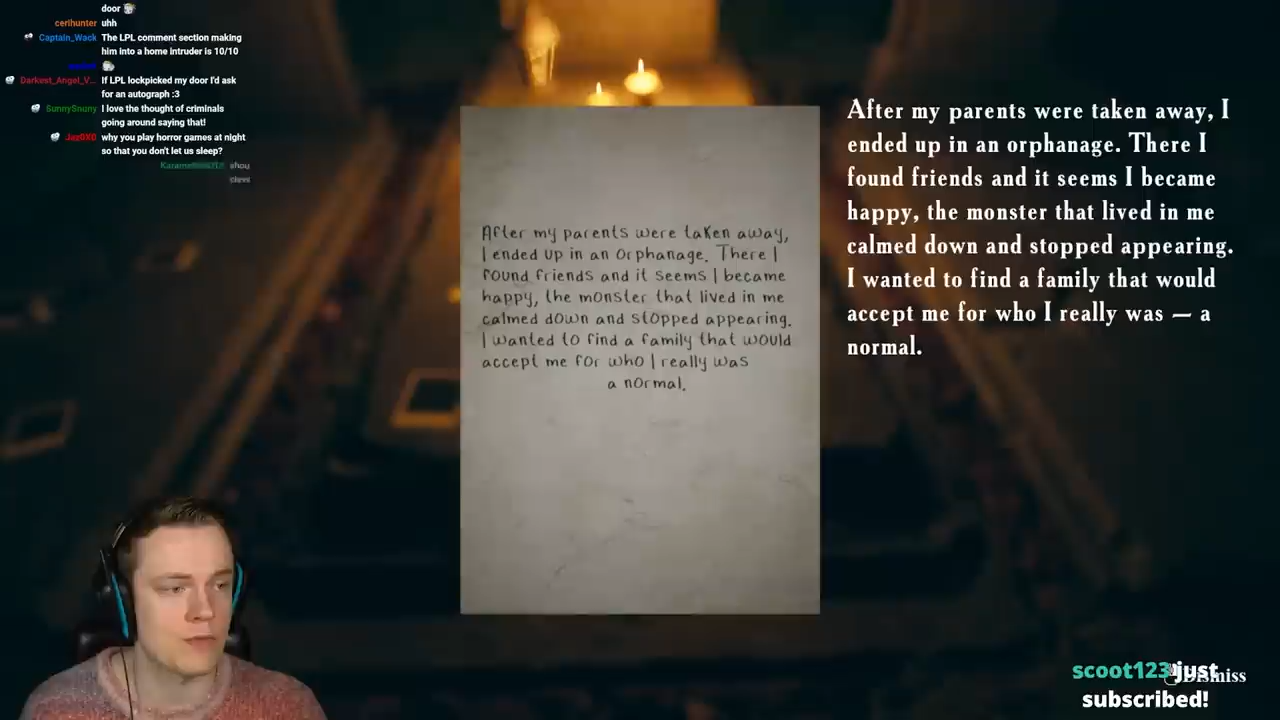 door
cerihunter uhh
Captain_Wack The LPL comment section making
him into a home intruder is 10/10
Darkest_Angel_V... If LPL lockpicked my door I'd ask
for an autograph :3
SunnySnuny I love the thought of criminals
going around saying that!
Jaz0X0 why you play horror games at night
so that you don't let us sleep?
After my parents were taken away,
I ended up in an orphanage. There I
found friends and it seems I became
happy, the monster that lived in me
calmed down and stopped appearing.
I wanted to find a family that would
accept me for who I really was
a normal.
After my parents were taken away, I
ended up in an orphanage. There I
found friends and it seems I became
happy, the monster that lived in me
calmed down and stopped appearing.
I wanted to find a family that would
accept me for who I really was — a
normal.
scoot123 just
subscribed!
Dismiss